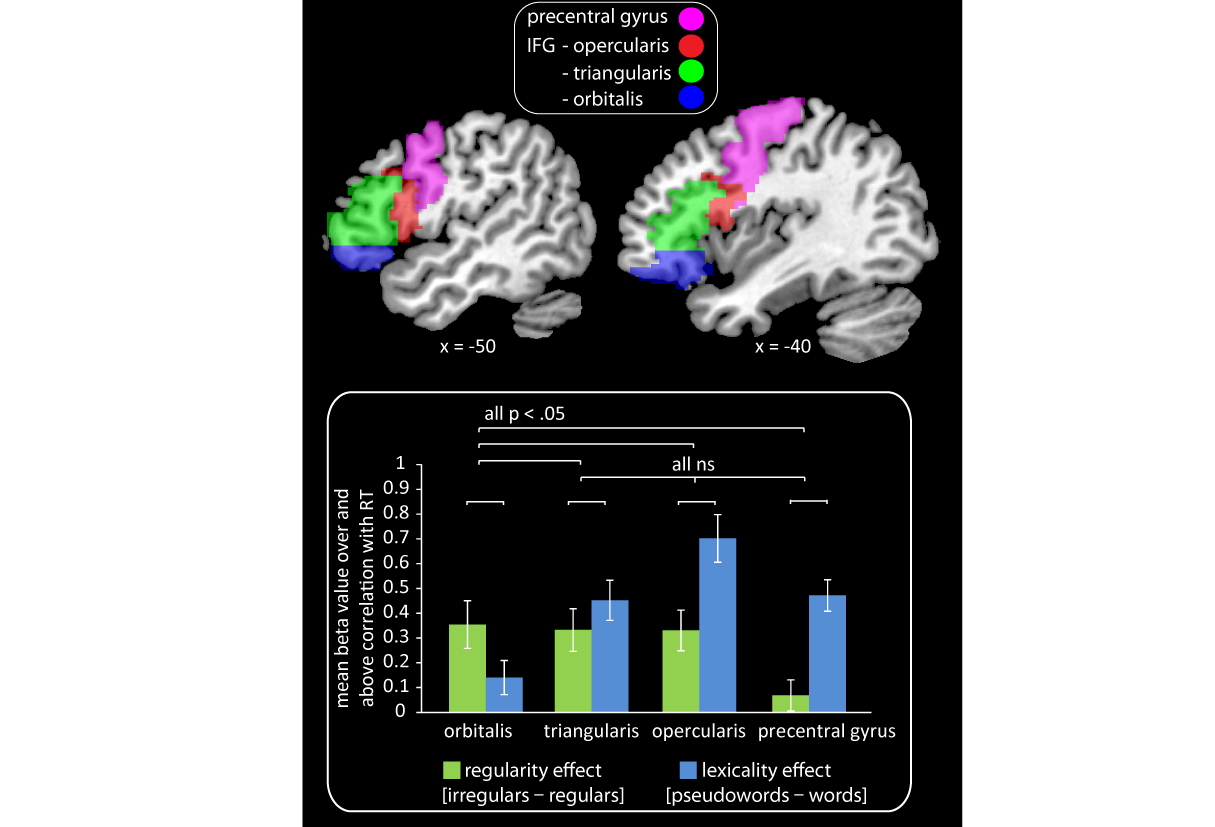 precentral gyrus
IFG - opercularis
- triangularis
- orbitalis
x = -50
x = -40
all p < .05
all ns
mean beta value over and
above correlation with RT
1
0.9
0.8
0.7
0.6
0.5
0.4
0.3
0.2
0.1
0
orbitalis
triangularis
opercularis
precentral gyrus
regularity effect
[irregulars – regulars]
lexicality effect
[pseudowords – words]